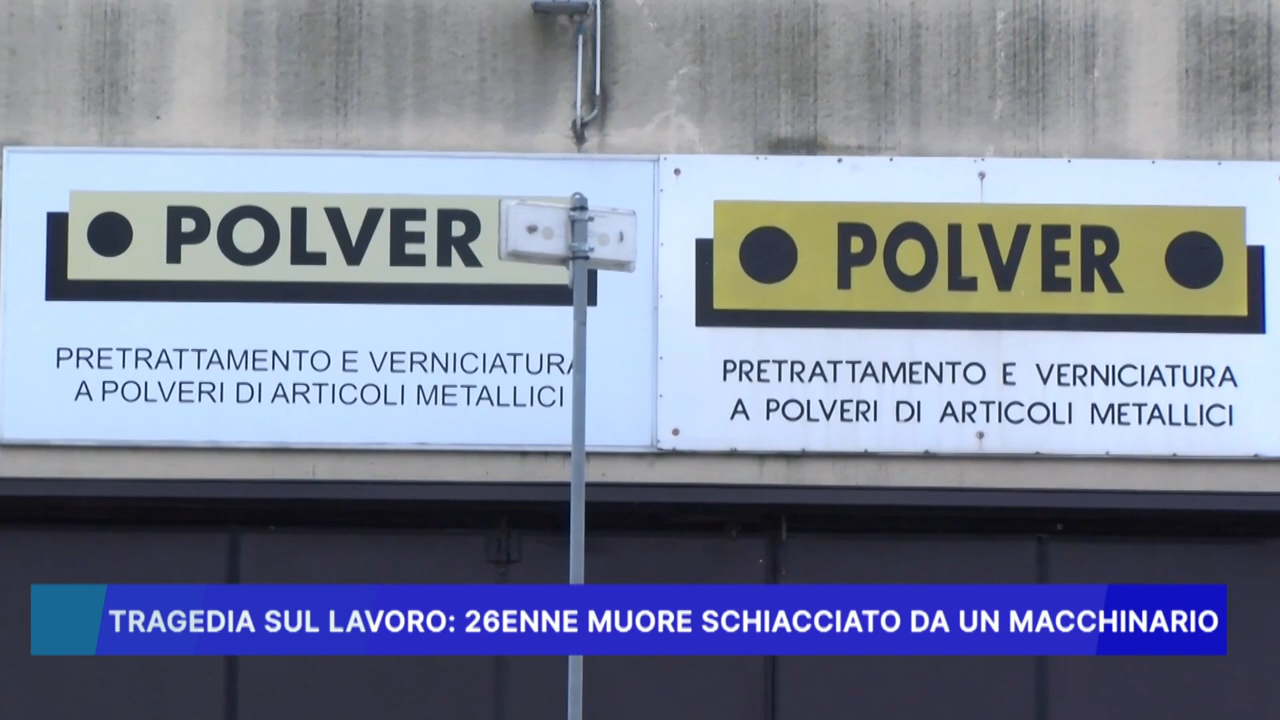 POLVER
PRETRATTAMENTO E VERNICIATURA
A POLVERI DI ARTICOLI METALLICI
POLVER
PRETRATTAMENTO E VERNICIATURA
A POLVERI DI ARTICOLI METALLICI
TRAGEDIA SUL LAVORO: 26ENNE MUORE SCHIACCIATO DA UN MACCHINARIO